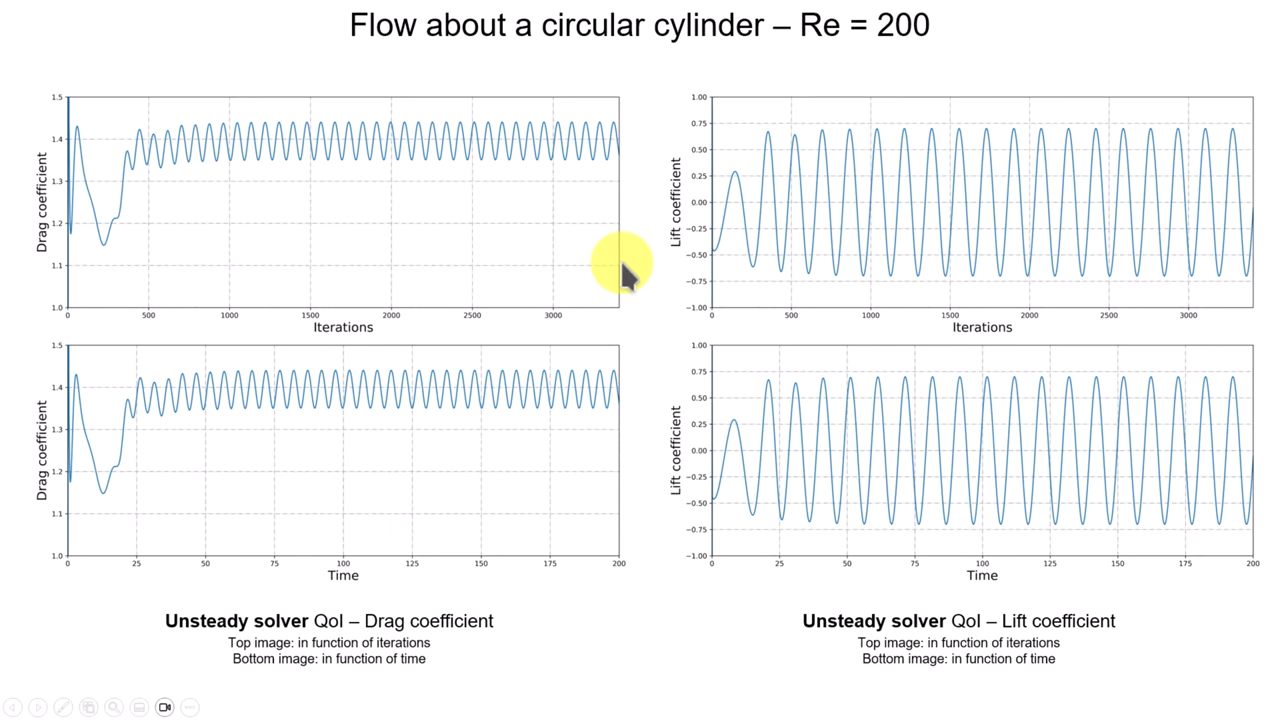 Flow about a circular cylinder – Re = 200
1.5
1.4
1.3
1.2
1.1
1.0
Drag coefficient
0 500 1000 1500 2000 2500 3000
Iterations
1.00
0.75
0.50
0.25
0.00
−0.25
−0.50
−0.75
−1.00
Lift coefficient
0 500 1000 1500 2000 2500 3000
Iterations
1.5
1.4
1.3
1.2
1.1
1.0
Drag coefficient
0 25 50 75 100 125 150 175 200
Time
1.00
0.75
0.50
0.25
0.00
−0.25
−0.50
−0.75
−1.00
Lift coefficient
0 25 50 75 100 125 150 175 200
Time
Unsteady solver QoI – Drag coefficient
Top image: in function of iterations
Bottom image: in function of time
Unsteady solver QoI – Lift coefficient
Top image: in function of iterations
Bottom image: in function of time